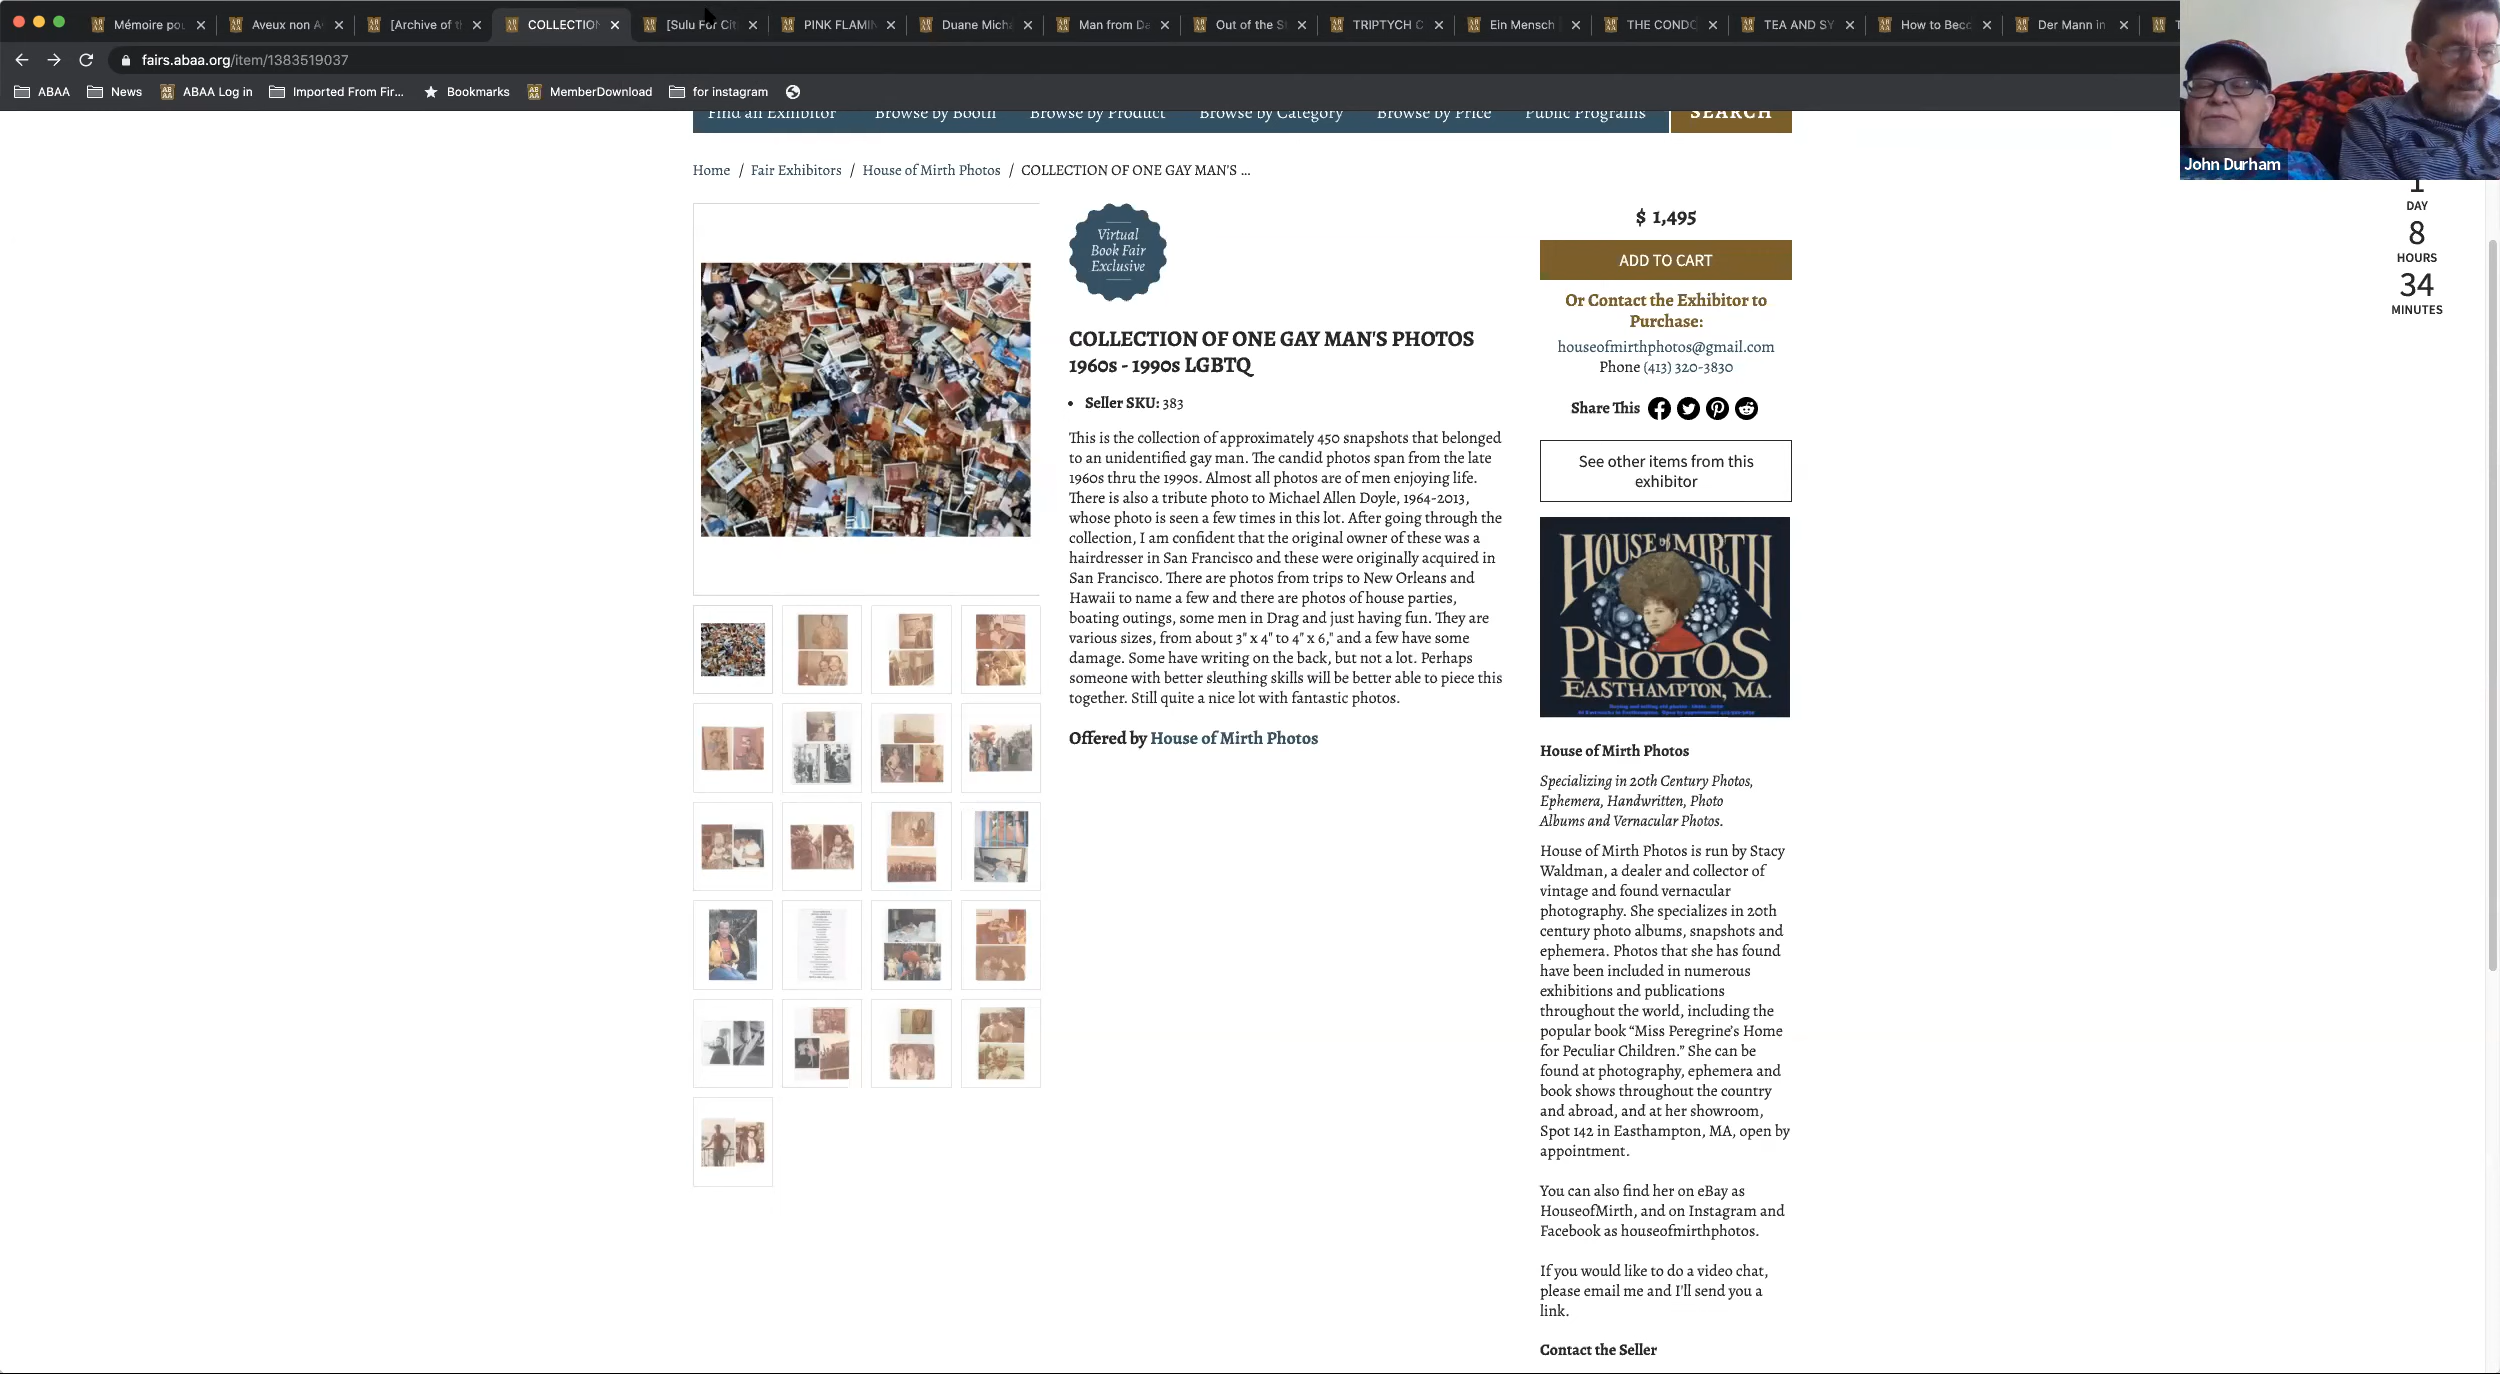 Mémoire pou
Aveux non A
[Archive of t
COLLECTION
[Sulu For Cit
PINK FLAMIN
Duane Micha
Man from Da
Out of the S
TRIPTYCH C
Ein Mensch
THE CONDO
TEA AND SY
How to Beco
Der Mann in
fairs.abaa.org/item/1383519037
ABAA
News
ABAA Log in
Imported From Fir...
Bookmarks
MemberDownload
for instagram
John Durham
Find an Exhibitor
Browse by Booth
Browse by Product
Browse by Category
Browse by Price
Public Programs
SEARCH
Home / Fair Exhibitors / House of Mirth Photos / COLLECTION OF ONE GAY MAN'S ...
1
DAY
8
HOURS
34
MINUTES
Virtual
Book Fair
Exclusive
COLLECTION OF ONE GAY MAN'S PHOTOS
1960s - 1990s LGBTQ
• Seller SKU: 383
This is the collection of approximately 450 snapshots that belonged
to an unidentified gay man. The candid photos span from the late
1960s thru the 1990s. Almost all photos are of men enjoying life.
There is also a tribute photo to Michael Allen Doyle, 1964-2013,
whose photo is seen a few times in this lot. After going through the
collection, I am confident that the original owner of these was a
hairdresser in San Francisco and these were originally acquired in
San Francisco. There are photos from trips to New Orleans and
Hawaii to name a few and there are photos of house parties,
boating outings, some men in Drag and just having fun. They are
various sizes, from about 3" x 4" to 4" x 6," and a few have some
damage. Some have writing on the back, but not a lot. Perhaps
someone with better sleuthing skills will be better able to piece this
together. Still quite a nice lot with fantastic photos.
Offered by House of Mirth Photos
$ 1,495
ADD TO CART
Or Contact the Exhibitor to
Purchase:
houseofmirthphotos@gmail.com
Phone (413) 320-3830
Share This
See other items from this
exhibitor
HOUSE of MIRTH
PHOTOS
EASTHAMPTON, MA.
House of Mirth Photos
Specializing in 20th Century Photos,
Ephemera, Handwritten, Photo
Albums and Vernacular Photos.
House of Mirth Photos is run by Stacy
Waldman, a dealer and collector of
vintage and found vernacular
photography. She specializes in 20th
century photo albums, snapshots and
ephemera. Photos that she has found
have been included in numerous
exhibitions and publications
throughout the world, including the
popular book “Miss Peregrine’s Home
for Peculiar Children.” She can be
found at photography, ephemera and
book shows throughout the country
and abroad, and at her showroom,
Spot 142 in Easthampton, MA, open by
appointment.
You can also find her on eBay as
HouseofMirth, and on Instagram and
Facebook as houseofmirthphotos.
If you would like to do a video chat,
please email me and I'll send you a
link.
Contact the Seller